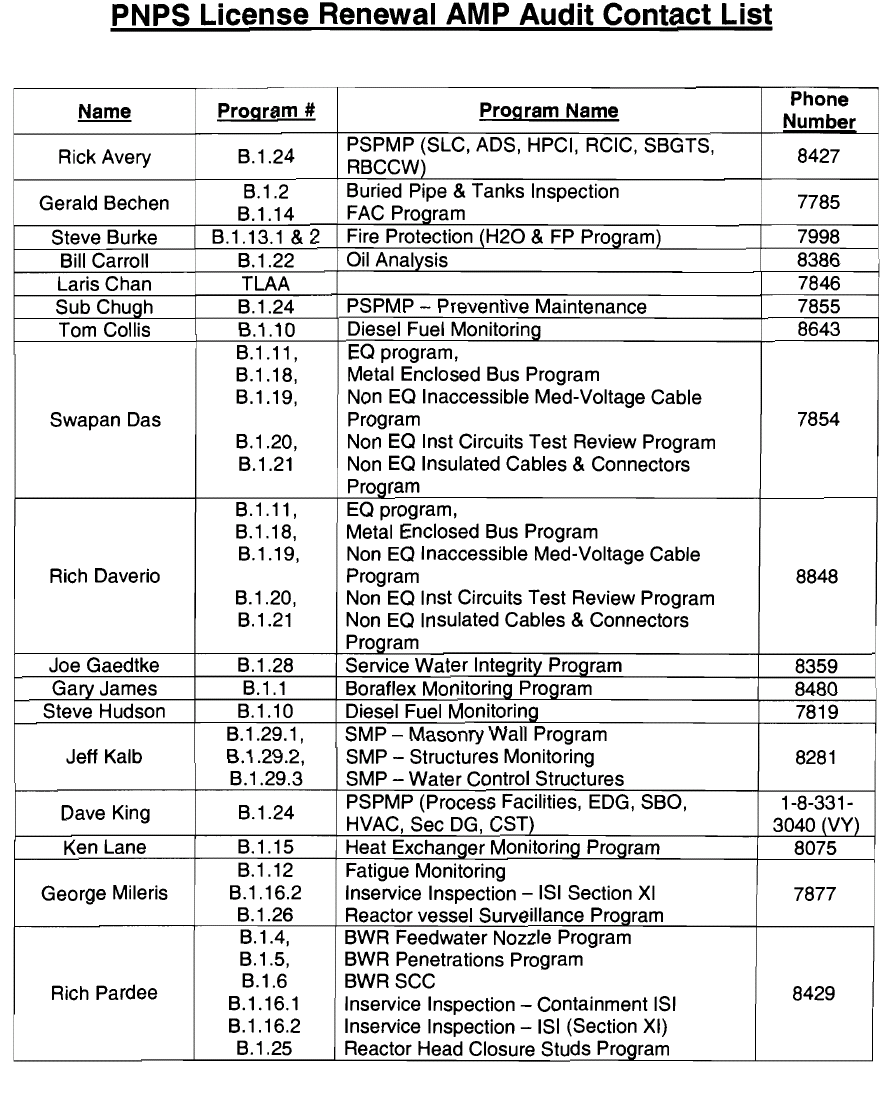 PNPS License Renewal AMP Audit Contact List
Name Program # Program Name Phone Number
Rick Avery B.1.24 PSPMP (SLC, ADS, HPCI, RCIC, SBGTS,
RBCCW) 8427
Gerald Bechen B.1.2 Buried Pipe & Tanks Inspection 7785
B.1.14 FAC Program
Steve Burke B.1.13.1 & 2 Fire Protection (H2O & FP Program) 7998
Bill Carroll B.1.22 Oil Analysis 8386
Laris Chan TLAA 7846
Sub Chugh B.1.24 PSPMP – Preventive Maintenance 7855
Tom Collis B.1.10 Diesel Fuel Monitoring 8643
Swapan Das 7854
B.1.11, EQ program,
B.1.18, Metal Enclosed Bus Program
B.1.19, Non EQ Inaccessible Med-Voltage Cable
Program
B.1.20, Non EQ Inst Circuits Test Review Program
B.1.21 Non EQ Insulated Cables & Connectors
Program
Rich Daverio 8848
B.1.11, EQ program,
B.1.18, Metal Enclosed Bus Program
B.1.19, Non EQ Inaccessible Med-Voltage Cable
Program
B.1.20, Non EQ Inst Circuits Test Review Program
B.1.21 Non EQ Insulated Cables & Connectors
Program
Joe Gaedtke B.1.28 Service Water Integrity Program 8359
Gary James B.1.1 Boraflex Monitoring Program 8480
Steve Hudson B.1.10 Diesel Fuel Monitoring 7819
Jeff Kalb 8281
B.1.29.1, SMP – Masonry Wall Program
B.1.29.2, SMP – Structures Monitoring
B.1.29.3 SMP – Water Control Structures
Dave King B.1.24 PSPMP (Process Facilities, EDG, SBO,
HVAC, Sec DG, CST) 1-8-331-
3040 (VY)
Ken Lane B.1.15 Heat Exchanger Monitoring Program 8075
George Mileris 7877
B.1.12 Fatigue Monitoring
B.1.16.2 Inservice Inspection – ISI Section XI
B.1.26 Reactor vessel Surveillance Program
Rich Pardee 8429
B.1.4, BWR Feedwater Nozzle Program
B.1.5, BWR Penetrations Program
B.1.6 BWR SCC
B.1.16.1 Inservice Inspection – Containment ISI
B.1.16.2 Inservice Inspection – ISI (Section XI)
B.1.25 Reactor Head Closure Studs Program